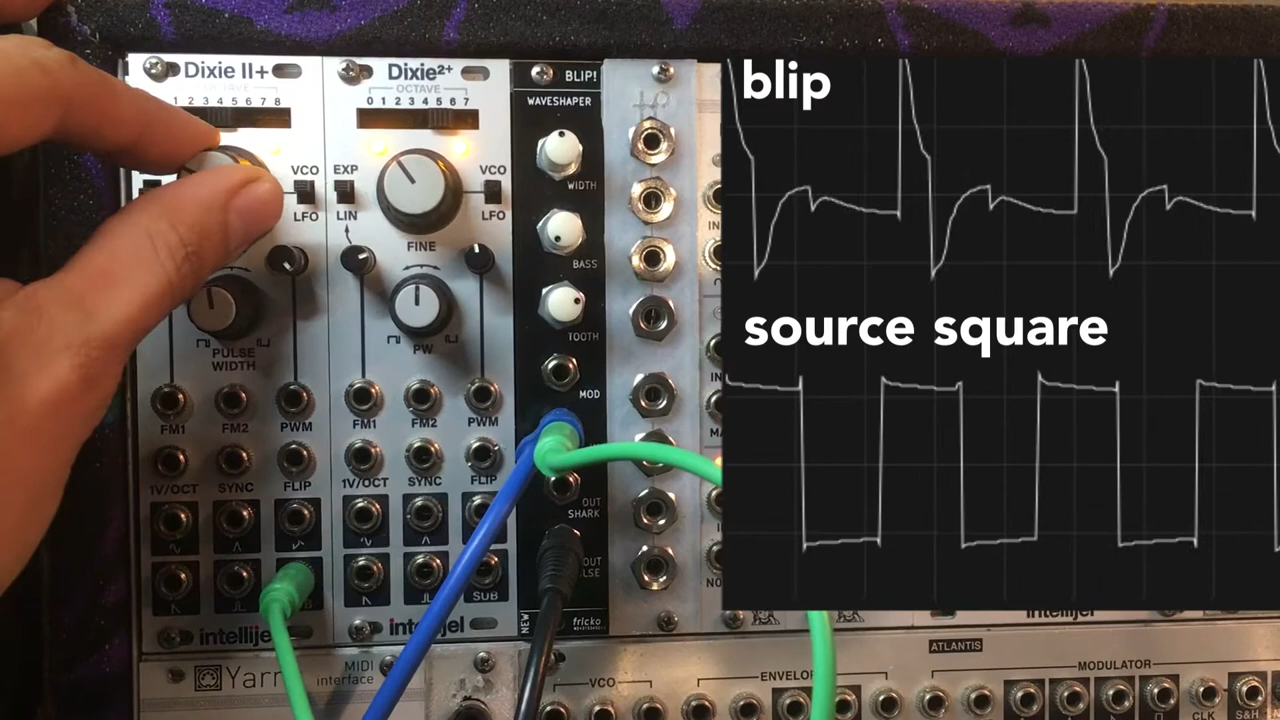 Dixie II+
OCTAVE
1 2 3 4 5 6 7 8
VCO
LFO
PULSE
WIDTH
FM1 FM2 PWM
1V/OCT SYNC FLIP
intellijel
Dixie2+
OCTAVE
0 1 2 3 4 5 6 7
EXP
VCO
LIN
LFO
FINE
PW
FM1 FM2 PWM
1V/OCT SYNC FLIP
SUB
BLIP!
WAVESHAPER
WIDTH
BASS
TOOTH
MOD
OUT
SHARK
OUT
NEW
fricko
blip
source square
MIDI
interface
VCO
ATLANTIS
MODULATOR
CLK
S&H